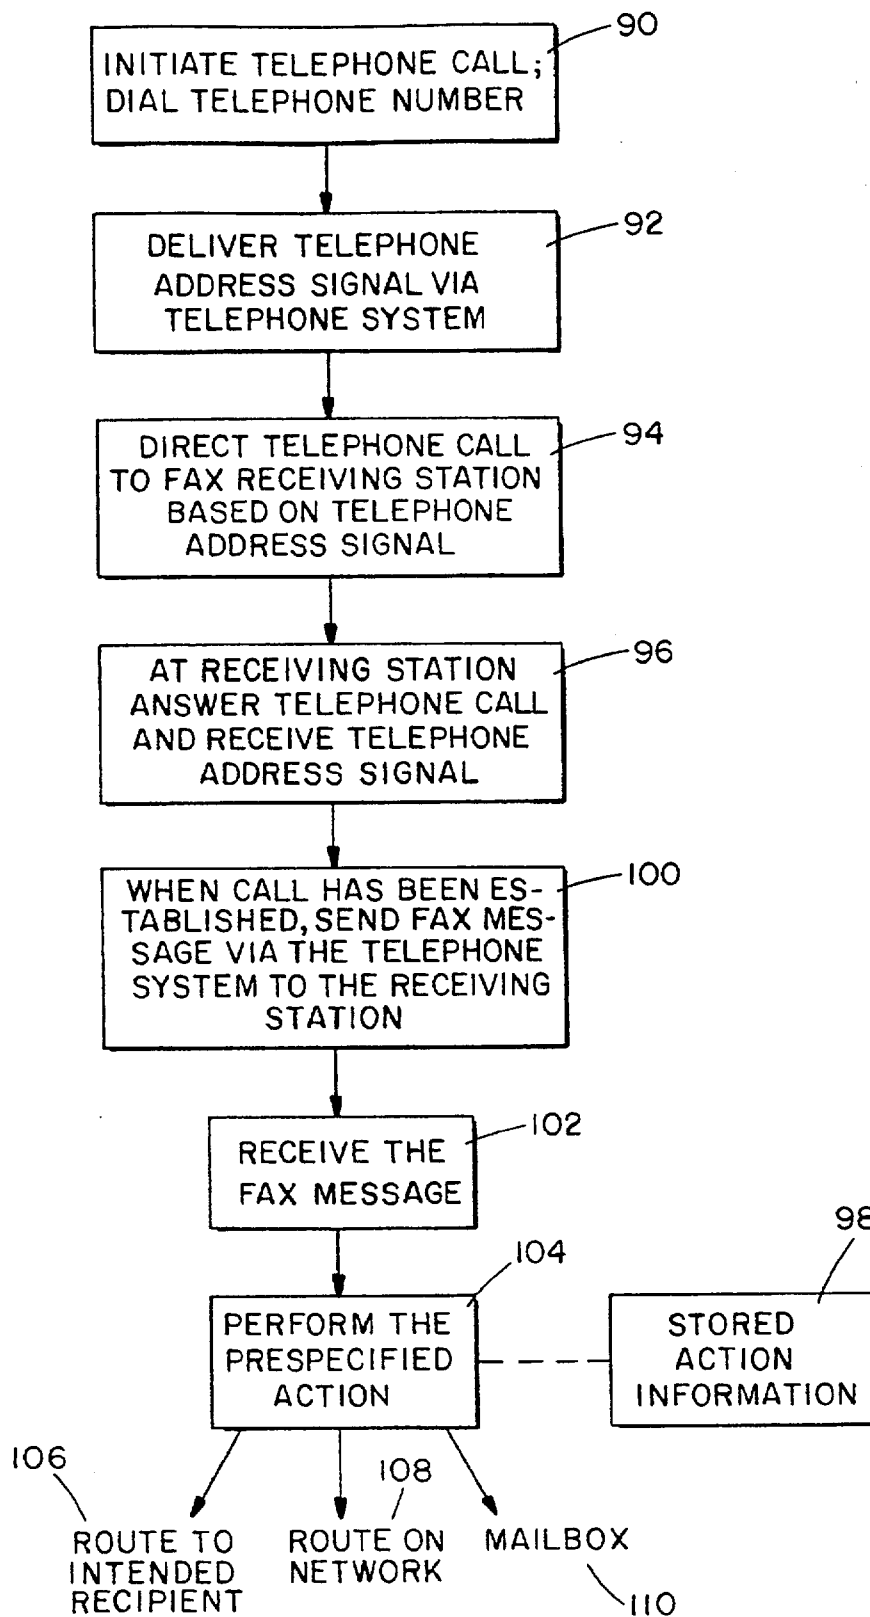 90
INITIATE TELEPHONE CALL;
DIAL TELEPHONE NUMBER
92
DELIVER TELEPHONE
ADDRESS SIGNAL VIA
TELEPHONE SYSTEM
94
DIRECT TELEPHONE CALL
TO FAX RECEIVING STATION
BASED ON TELEPHONE
ADDRESS SIGNAL
96
AT RECEIVING STATION
ANSWER TELEPHONE CALL
AND RECEIVE TELEPHONE
ADDRESS SIGNAL
100
WHEN CALL HAS BEEN ES-
TABLISHED, SEND FAX MES-
SAGE VIA THE TELEPHONE
SYSTEM TO THE RECEIVING
STATION
102
RECEIVE THE
FAX MESSAGE
98
104
PERFORM THE
PRESPECIFIED
ACTION
STORED
ACTION
INFORMATION
106
108
ROUTE TO
INTENDED
RECIPIENT
ROUTE ON
NETWORK
MAILBOX
110